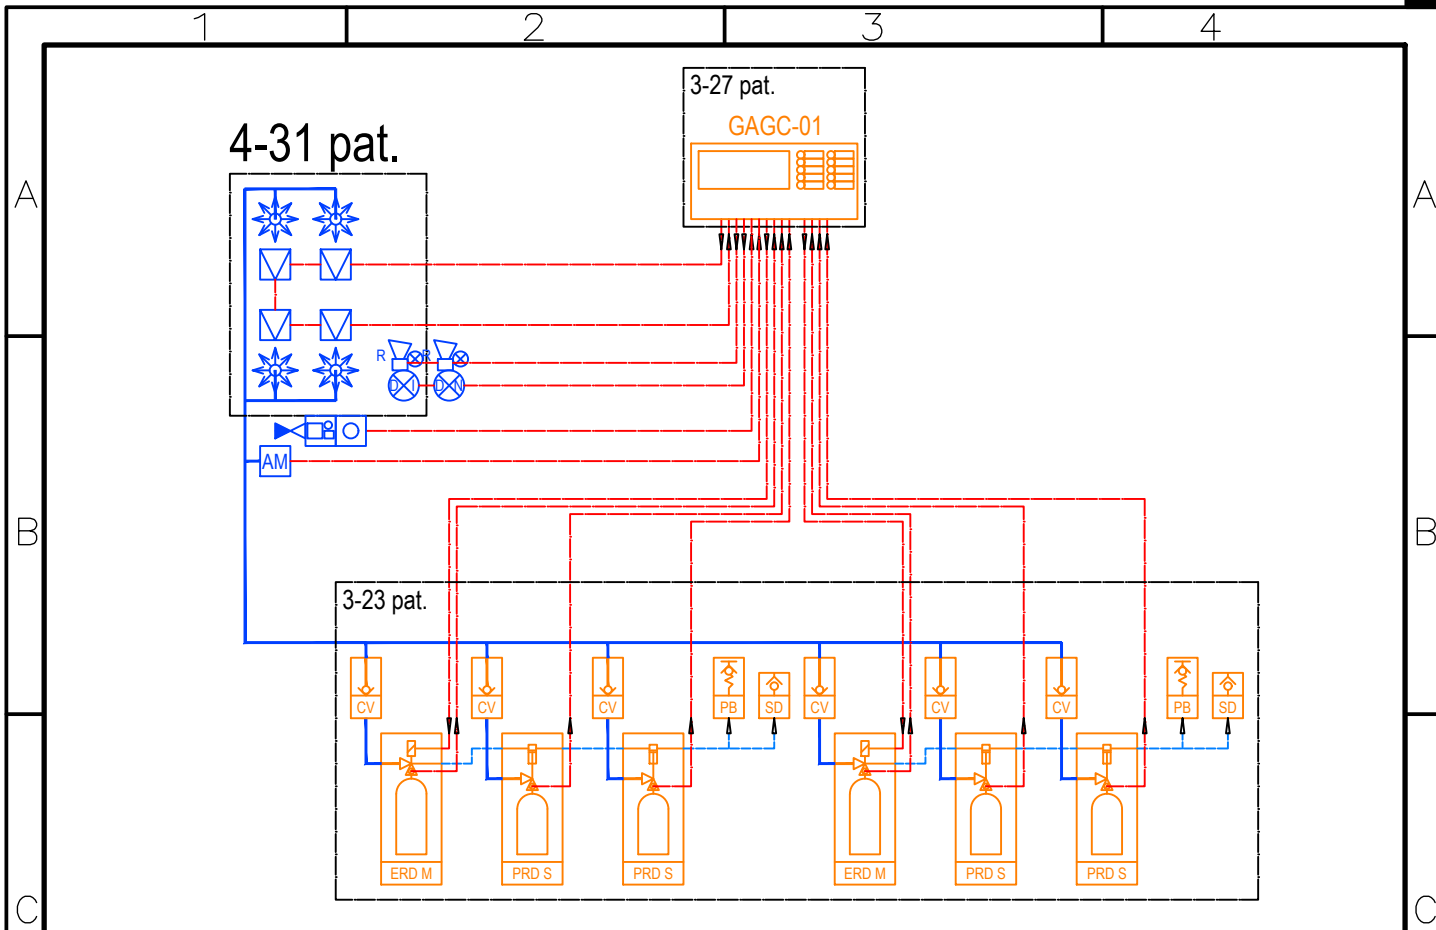 1 2 3 4
3-27 pat.
GAGC-01
4-31 pat.
A A
R R
D I D N
AM
B B
3-23 pat.
CV CV CV PB SD CV CV CV PB SD
ERD M PRD S PRD S ERD M PRD S PRD S
C C